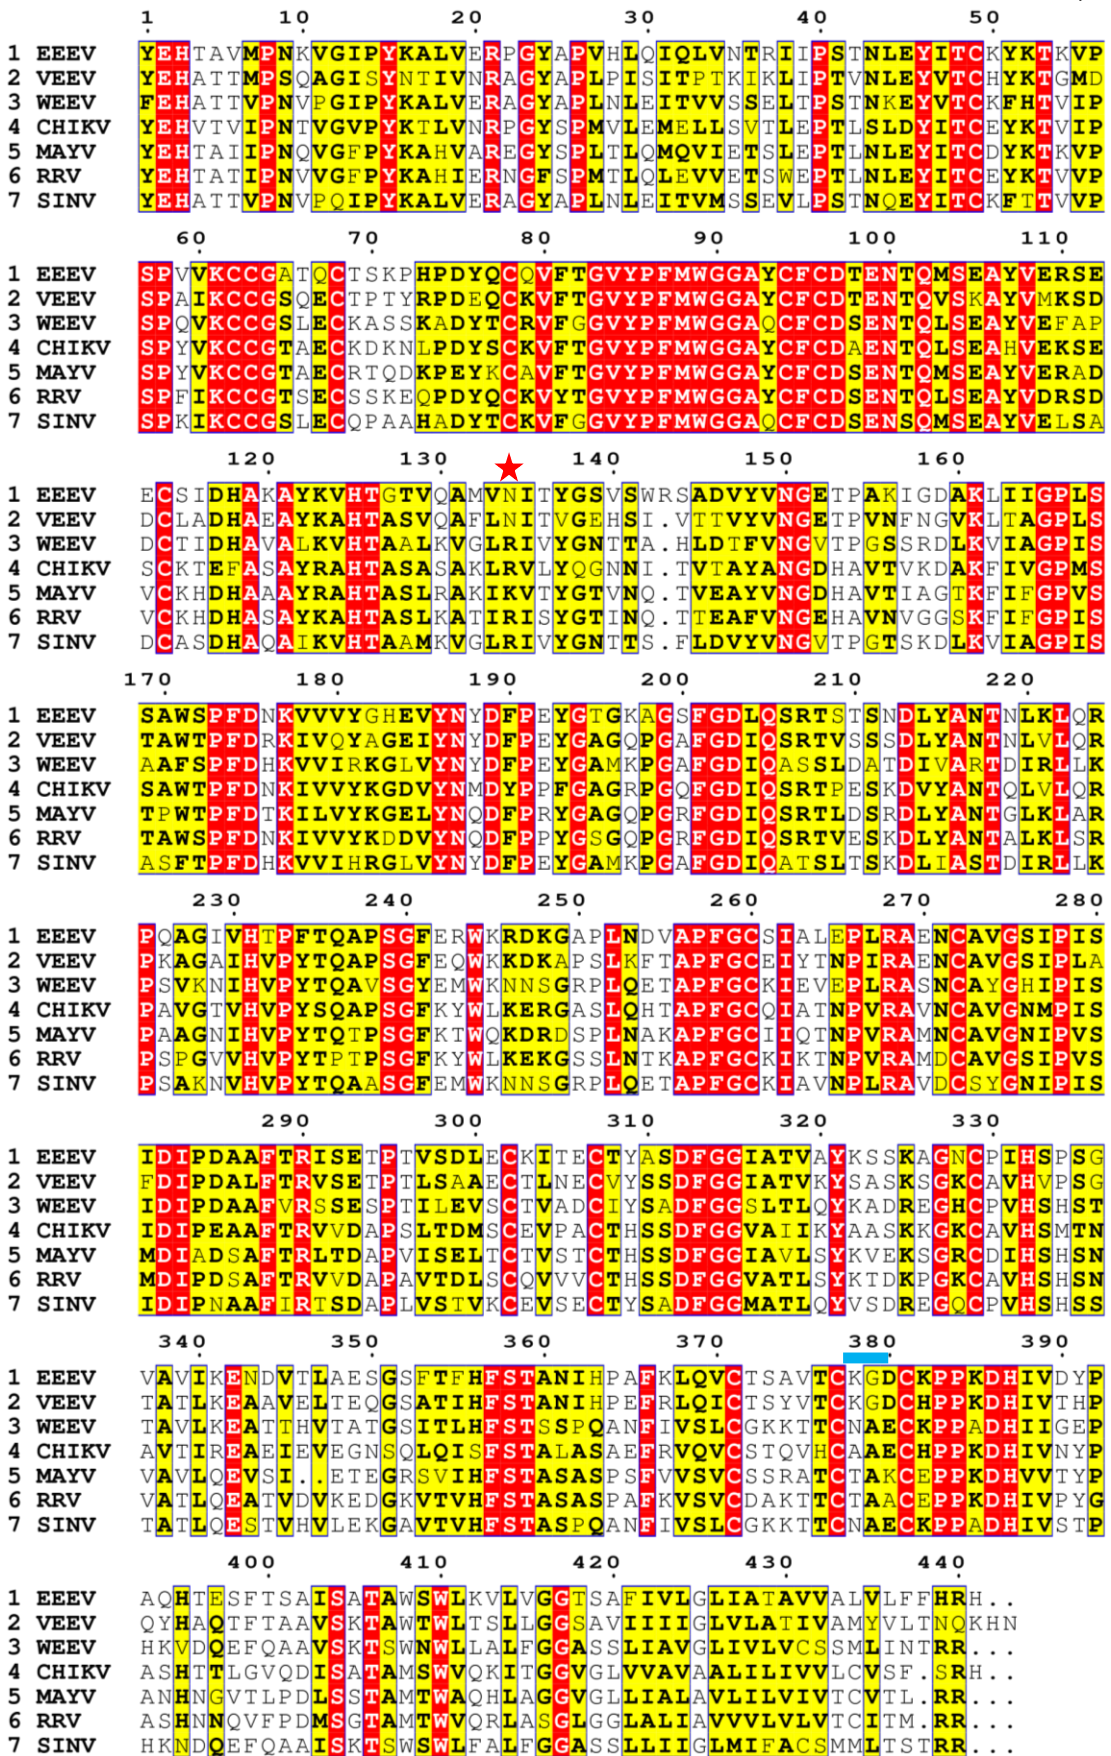 1 10 20 30 40 50
1 EEEV YEHTAVMPNKVGIPYKALVERPGYAPVHLQIQLVNTRIIPSTNLEYITCKYKTKVP
2 VEEV YEHATTMPSQAGISYNTIVNRAGYAPLPISITPTKIKLIPTVNLEYVTCHYKTGMD
3 WEEV FEHATTVPNVPGIPYKALVERAGYAPLNLEITVVSSELTPSTNKEYVTCKFHTVIP
4 CHIKV YEHVTVIPNTVGVPYKTLVNRPGYSPMVLEMELLSVTLEPTLSLDYITCEYKTVIP
5 MAYV YEHTAIIPNQVGFPYKAHVAREGYSPLTLQMQVIETSLEPTLNLEYITCDYKTKVP
6 RRV YEHTATIPNVVGFPYKAHIERNGFSPMTLQLEVVETSWEPTLNLEYITCEYKTVVP
7 SINV YEHATTVPNVPQIPYKALVERAGYAPLNLEITVMSSEVLPSTNQEYITCKFTTVVP
60 70 80 90 100 110
1 EEEV SPVVKCCGATQCTSKPHPDYQCQVFTGVYPFMWGGAYCFCDTENTQMSEAYVERSE
2 VEEV SPAIKCCGSQECTPTYRPDEQCKVFTGVYPFMWGGAYCFCDTENTQVSKAYVMKSD
3 WEEV SPQVKCCGSLECKASSKADYTCRVFGGVYPFMWGGAQCFCDSENTQLSEAYVEFAP
4 CHIKV SPYVKCCGTAECKDKNLPDYSCKVFTGVYPFMWGGAYCFCDAENTQLSEAHVEKSE
5 MAYV SPYVKCCGTAECRTQDKPEYKCAVFTGVYPFMWGGAYCFCDSENTQMSEAYVERAD
6 RRV SPFIKCCGTSECSSKEQPDYQCKVYTGVYPFMWGGAYCFCDSENTQLSEAYVDRSD
7 SINV SPKIKCCGSLECQPAAHADYTCKVFGGVYPFMWGGAQCFCDSENSQMSEAYVELSA
120 130 140 150 160
1 EEEV ECSIDHAKAYKVHTGTVQAMVNITYGSVSWRSADVYVNGETPAKIGDAKLIIGPLS
2 VEEV DCLADHAEAYKAHTASVQAFLNITVGEHSI.VTTVYVNGETPVNFNGVKLTAGPLS
3 WEEV DCTIDHAVALKVHTAALKVGLRIVYGNTTA.HLDTFVNGVTPGSSRDLKVIAGPIS
4 CHIKV SCKTEFASAYRAHTASASAKLRVLYQGNNI.TVTAYANGDHAVTVKDAKFIVGPMS
5 MAYV VCKHDHAAAYRAHTASLRAKIKVTYGTVNQ.TVEAYVNGDHAVTIAGTKFIFGPVS
6 RRV VCKHDHASAYKAHTASLKATIRISYGTINQ.TTEAFVNGEHAVNVGGSKFIFGPIS
7 SINV DCASDHAQAIKVHTAAMKVGLRIVYGNTTS.FLDVYVNGVTPGTSKDLKVIAGPIS
170 180 190 200 210 220
1 EEEV SAWSPFDNKVVVYGHEVYNYDFPEYGTGKAGSFGDLQSRTSTSNDLYANTNLKLQR
2 VEEV TAWTPFDRKIVQYAGEIYNYDFPEYGAGQPGAFGDIQSRTVSSSDLYANTNLVLQR
3 WEEV AAFSPFDHKVVIRKGLVYNYDFPEYGAMKPGAFGDIQASSLDATDIVARTDIRLLK
4 CHIKV SAWTPFDNKIVVYKGDVYNMDYPPFGAGRPGQFGDIQSRTPESKDVYANTQLVLQR
5 MAYV TPWTPFDTKILVYKGELYNQDFPRYGAGQPGRFGDIQSRTLDSRDLYANTGLKLAR
6 RRV TAWSPFDNKIVVYKDDVYNQDFPPYGSGQPGRFGDIQSRTVESKDLYANTALKLSR
7 SINV ASFTPFDHKVVIHRGLVYNYDFPEYGAMKPGAFGDIQATSLTSKDLIASTDIRLLK
230 240 250 260 270 280
1 EEEV PQAGIVHTPFTQAPSGFERWKRDKGAPLNDVAPFGCSIALEPLRAENCAVGSIPIS
2 VEEV PKAGAIHVPYTQAPSGFEQWKKDKAPSLKFTAPFGCEIYTNPIRAENCAVGSIPLA
3 WEEV PSVKNIHVPYTQAVSGYEMWKNNSGRPLQETAPFGCKIEVEPLRASNCAYGHIPIS
4 CHIKV PAVGTVHVPYSQAPSGFKYWLKERGASLQHTAPFGCQIATNPVRAVNCAVGNMPIS
5 MAYV PAAGNIHVPYTQTPSGFKTWQKDRDSPLNAKAPFGCIIQTNPVRAMNCAVGNIPVS
6 RRV PSPGVVHVPYTPTPSGFKYWLKEKGSSLNTKAPFGCKIKTNPVRAMDCAVGSIPVS
7 SINV PSAKNVHVPYTQAASGFEMWKNNSGRPLQETAPFGCKIAVNPLRAVDCSYGNIPIS
290 300 310 320 330
1 EEEV IDIPDAAFTRISETPTVSDLECKITECTYASDFGGIATVAYKSSKAGNCPIHSPSG
2 VEEV FDIPDALFTRVSETPTLSAAECTLNECVYSSDFGGIATVKYSASKSGKCAVHVPSG
3 WEEV IDIPDAAFVRSSESPTILEVSCTVADCIYSADFGGSLTLQYKADREGHCPVHSHST
4 CHIKV IDIPEAAFTRVVDAPSLTDMSCEVPACTHSSDFGGVAIIKYAASKKGKCAVHSMTN
5 MAYV MDIADSAFTRLTDAPVISELTCTVSTCTHSSDFGGIAVLSYKVEKSGRCDIHSHSN
6 RRV MDIPDSAFTRVVDAPAVTDLSCQVVVCTHSSDFGGVATLSYKTDKPGKCAVHSHSN
7 SINV IDIPNAAFIRTSDAPLVSTVKCEVSECTYSADFGGMATLQYVSDREGQCPVHSHSS
340 350 360 370 380 390
1 EEEV VAVIKENDVTLAESGSFTFHFSTANIHPAFKLQVCTSAVTCKGDCKPPKDHIVDYP
2 VEEV TATLKEAAVELTEQGSATIHFSTANIHPEFRLQICTSYVTCKGDCHPPKDHIVTHP
3 WEEV TAVLKEATTHVTATGSITLHFSTSSPQANFIVSLCGKKTTCNAECKPPADHIIGEP
4 CHIKV AVTIREAEIEVEGNSQLQISFSTALASAEFRVQVCSTQVHCAAECHPPKDHIVNYP
5 MAYV VAVLQEVSI..ETEGRSVIHFSTASASPSFVVSVCSSRATCTAKCEPPKDHVVTYP
6 RRV VATLQEATVDVKEDGKVTVHFSTASASPAFKVSVCDAKTTCTAACEPPKDHIVPYG
7 SINV TATLQESTVHVLEKGAVTVHFSTASPQANFIVSLCGKKTTCNAECKPPADHIVSTP
400 410 420 430 440
1 EEEV AQHTESFTSAISATAWSWLKVLVGGTSAFIVLGLIATAVVALVLFFHRH..
2 VEEV QYHAQTFTAAVSKTAWTWLTSLLGGSAVIIIIGLVLATIVAMYVLTNQKHN
3 WEEV HKVDQEFQAAVSKTSWNWLLALFGGASSLIAVGLIVLVCSSMLINTRR...
4 CHIKV ASHTTLGVQDISATAMSWVQKITGGVGLVVAVAALILIVVLCVSF.SRH..
5 MAYV ANHNGVTLPDLSSTAMTWAQHLAGGVGLLIALAVLILVIVTCVTL.RR...
6 RRV ASHNNQVFPDMSGTAMTWVQRLASGLGGLALIAVVVLVLVTCITM.RR...
7 SINV HKNDQEFQAAISKTSWSWLFALFGGASSLLIIGLMIFACSMMLTSTRR...